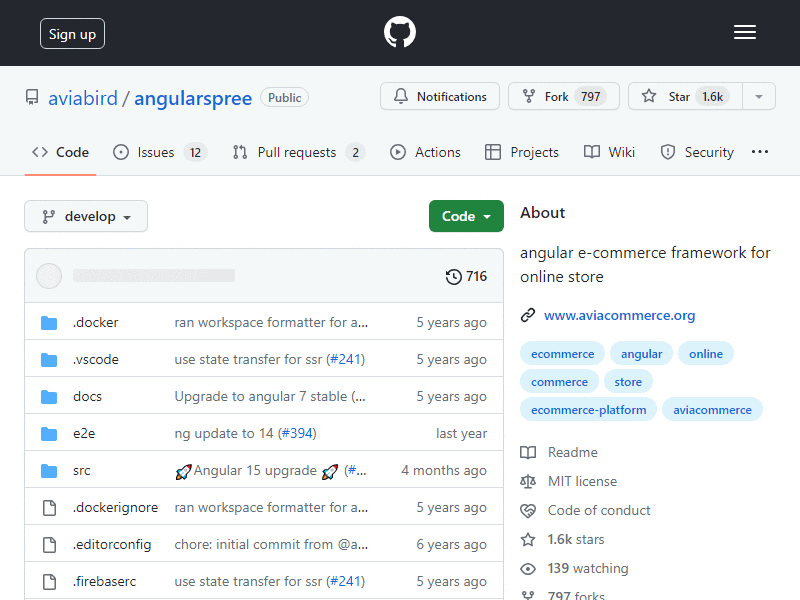 Sign up
aviabird / angularspree Public
Notifications
Fork 797
Star 1.6k
Code
Issues 12
Pull requests 2
Actions
Projects
Wiki
Security
develop
Code
716
.docker ran workspace formatter for a... 5 years ago
.vscode use state transfer for ssr (#241) 5 years ago
docs Upgrade to angular 7 stable (... 5 years ago
e2e ng update to 14 (#394) last year
src 🚀Angular 15 upgrade 🚀 (#... 4 months ago
.dockerignore ran workspace formatter for a... 5 years ago
.editorconfig chore: initial commit from @a... 6 years ago
.firebaserc use state transfer for ssr (#241) 5 years ago
About
angular e-commerce framework for
online store
www.aviacommerce.org
ecommerce angular online
commerce store
ecommerce-platform aviacommerce
Readme
MIT license
Code of conduct
1.6k stars
139 watching
797 forks